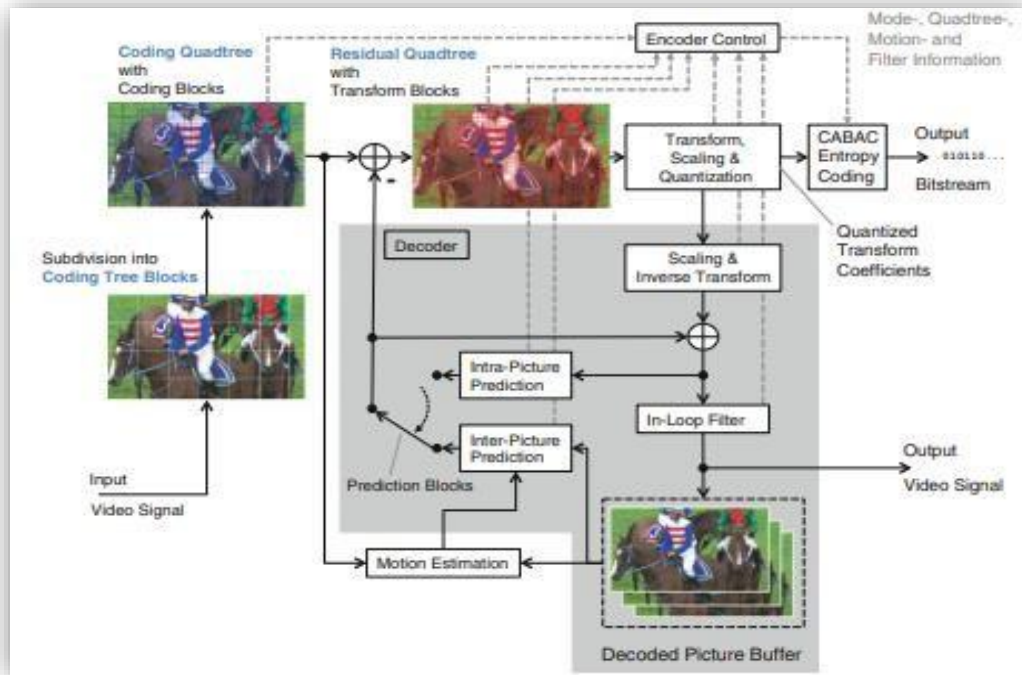 Coding Quadtree
with
Coding Blocks
Residual Quadtree
with
Transform Blocks
Encoder Control
Mode-, Quadtree-,
Motion- and
Filter Information
Transform,
Scaling &
Quantization
CABAC
Entropy
Coding
Output
010110...
Bitstream
-
Subdivision into
Coding Tree Blocks
Decoder
Scaling &
Inverse Transform
Quantized
Transform
Coefficients
Intra-Picture
Prediction
In-Loop Filter
Inter-Picture
Prediction
Prediction Blocks
Output
Video Signal
Input
Video Signal
Motion Estimation
Decoded Picture Buffer